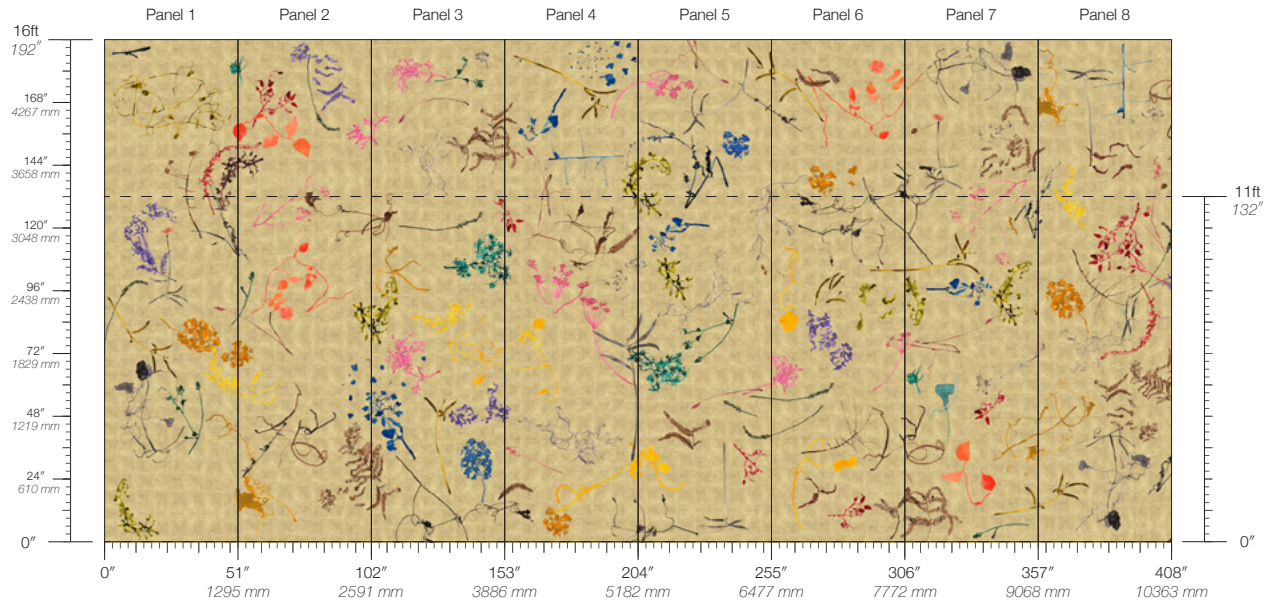 Panel 1 Panel 2 Panel 3 Panel 4 Panel 5 Panel 6 Panel 7 Panel 8
16ft
192″
168″
4267 mm
144″
3658 mm
11ft
132″
120″
3048 mm
96″
2438 mm
72″
1829 mm
48″
1219 mm
24″
610 mm
0″ 0″
0″ 51″ 102″ 153″ 204″ 255″ 306″ 357″ 408″
1295 mm 2591 mm 3886 mm 5182 mm 6477 mm 7772 mm 9068 mm 10363 mm